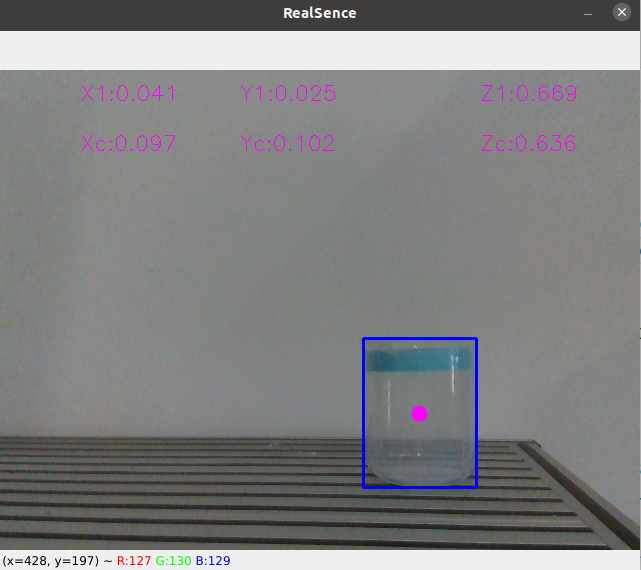 RealSence
X1:0.041 Y1:0.025 Z1:0.669
Xc:0.097 Yc:0.102 Zc:0.636
(x=428, y=197) ~ R:127 G:130 B:129